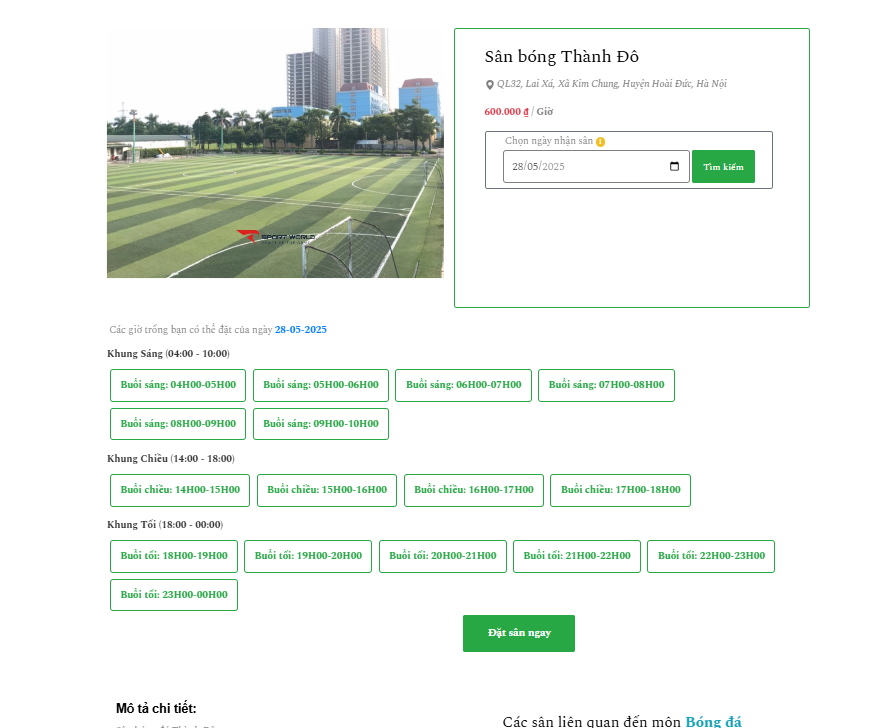 Sân bóng Thành Đô
QL32, Lai Xá, Xã Kim Chung, Huyện Hoài Đức, Hà Nội
600.000 ₫ / Giờ
Chọn ngày nhận sân
28/05/2025
Tìm kiếm
SPORT WORLD
Các giờ trống bạn có thể đặt của ngày 28-05-2025
Khung Sáng (04:00 - 10:00)
Buổi sáng: 04H00-05H00 Buổi sáng: 05H00-06H00 Buổi sáng: 06H00-07H00 Buổi sáng: 07H00-08H00
Buổi sáng: 08H00-09H00 Buổi sáng: 09H00-10H00
Khung Chiều (14:00 - 18:00)
Buổi chiều: 14H00-15H00 Buổi chiều: 15H00-16H00 Buổi chiều: 16H00-17H00 Buổi chiều: 17H00-18H00
Khung Tối (18:00 - 00:00)
Buổi tối: 18H00-19H00 Buổi tối: 19H00-20H00 Buổi tối: 20H00-21H00 Buổi tối: 21H00-22H00 Buổi tối: 22H00-23H00
Buổi tối: 23H00-00H00
Đặt sân ngay
Mô tả chi tiết:
Các sân liên quan đến môn Bóng đá